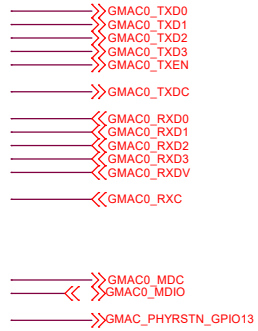 GMAC0_TXD0
GMAC0_TXD1
GMAC0_TXD2
GMAC0_TXD3
GMAC0_TXEN
GMAC0_TXDC
GMAC0_RXD0
GMAC0_RXD1
GMAC0_RXD2
GMAC0_RXD3
GMAC0_RXDV
GMAC0_RXC
GMAC0_MDC
GMAC0_MDIO
GMAC_PHYRSTN_GPIO13